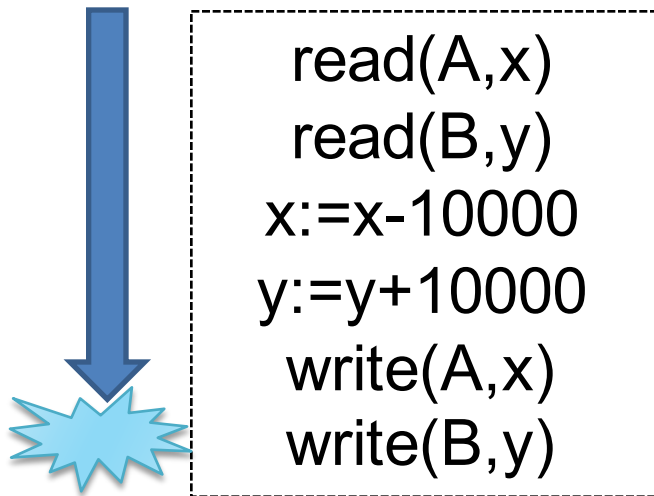 read(A,x)
read(B,y)
x:=x-10000
y:=y+10000
write(A,x)
write(B,y)